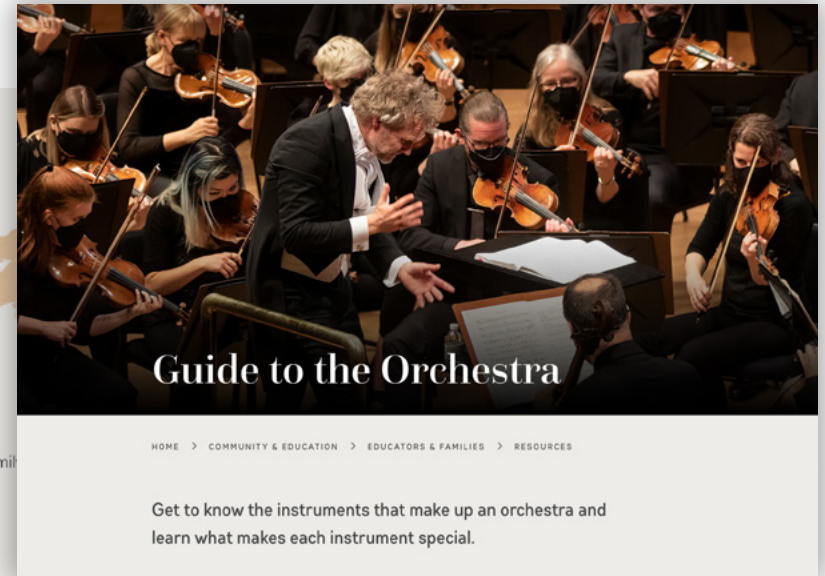 Guide to the Orchestra
HOME > COMMUNITY & EDUCATION > EDUCATORS & FAMILIES > RESOURCES
Get to know the instruments that make up an orchestra and
learn what makes each instrument special.